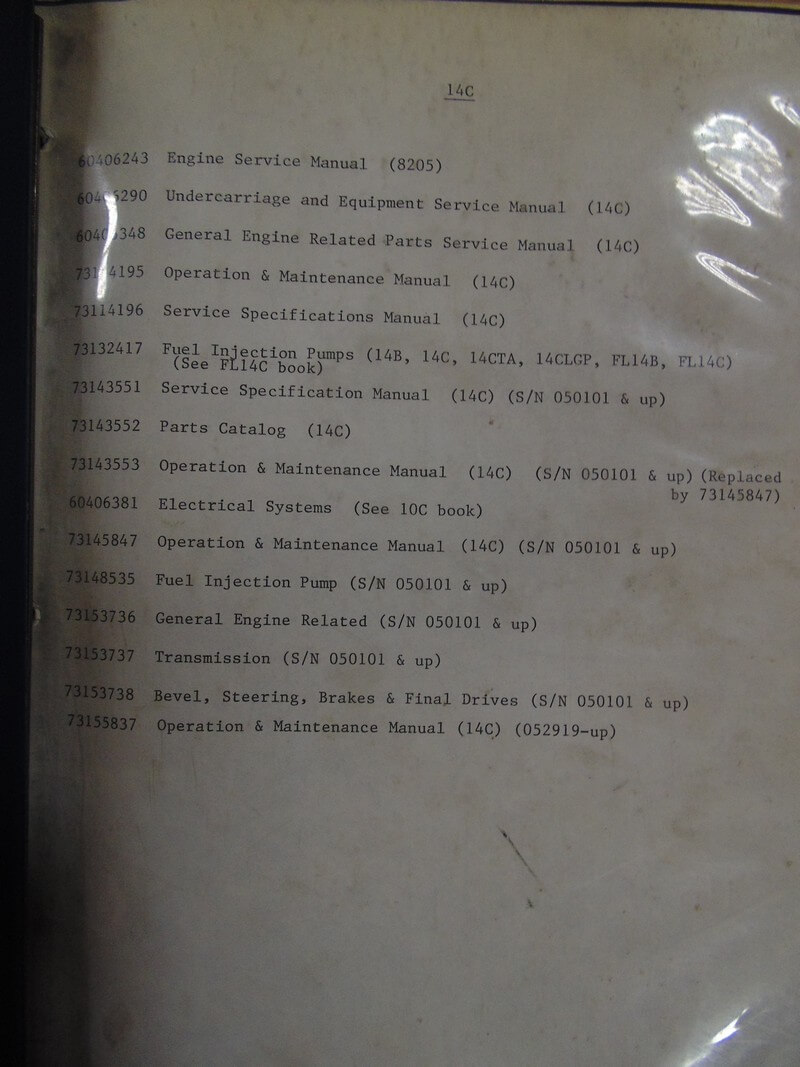 14C
60406243 Engine Service Manual (8205)
60406290 Undercarriage and Equipment Service Manual (14C)
60406348 General Engine Related Parts Service Manual (14C)
73114195 Operation & Maintenance Manual (14C)
73114196 Service Specifications Manual (14C)
73132417 Fuel Injection Pumps (14B, 14C, 14CTA, 14CLGP, FL14B, FL14C)
(See FL14C book)
73143551 Service Specification Manual (14C) (S/N 050101 & up)
73143552 Parts Catalog (14C)
73143553 Operation & Maintenance Manual (14C) (S/N 050101 & up) (Replaced
by 73145847)
60406381 Electrical Systems (See 10C book)
73145847 Operation & Maintenance Manual (14C) (S/N 050101 & up)
73148535 Fuel Injection Pump (S/N 050101 & up)
73153736 General Engine Related (S/N 050101 & up)
73153737 Transmission (S/N 050101 & up)
73153738 Bevel, Steering, Brakes & Final Drives (S/N 050101 & up)
73155837 Operation & Maintenance Manual (14C) (052919-up)